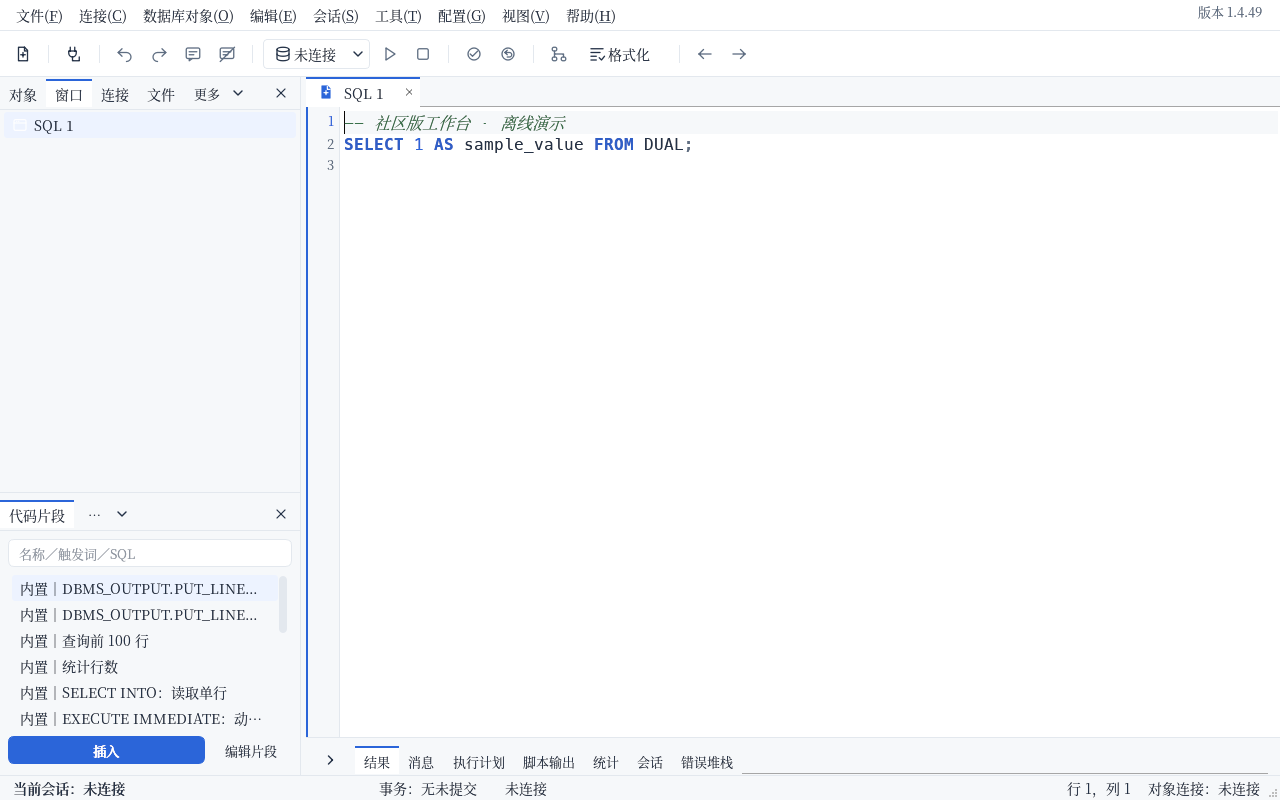 文件(F) 连接(C) 数据库对象(O) 编辑(E) 会话(S) 工具(T) 配置(G) 视图(V) 帮助(H) 版本 1.4.49
未连接 格式化
对象 窗口 连接 文件 更多
SQL 1
SQL 1 ×
1 -- 社区版工作台 · 离线演示
2 SELECT 1 AS sample_value FROM DUAL;
3
代码片段 ...
名称／触发词／SQL
内置｜DBMS_OUTPUT.PUT_LINE...
内置｜DBMS_OUTPUT.PUT_LINE...
内置｜查询前 100 行
内置｜统计行数
内置｜SELECT INTO：读取单行
内置｜EXECUTE IMMEDIATE：动...
插入 编辑片段
结果 消息 执行计划 脚本输出 统计 会话 错误堆栈
当前会话：未连接 事务：无未提交 未连接 行 1，列 1 对象连接：未连接